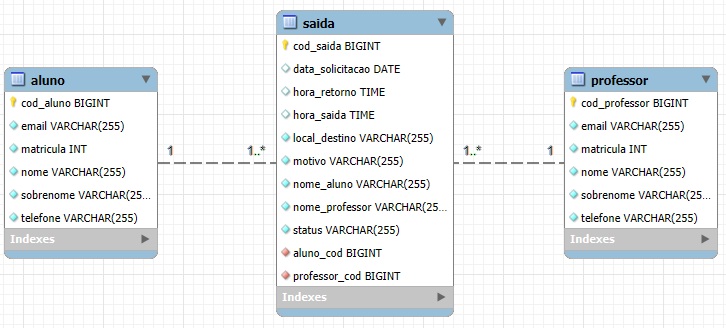 aluno
cod_aluno BIGINT
email VARCHAR(255)
matricula INT
nome VARCHAR(255)
sobrenome VARCHAR(25...
telefone VARCHAR(255)
Indexes
1
1..*
saida
cod_saida BIGINT
data_solicitacao DATE
hora_retorno TIME
hora_saida TIME
local_destino VARCHAR(255)
motivo VARCHAR(255)
nome_aluno VARCHAR(255)
nome_professor VARCHAR(25...
status VARCHAR(255)
aluno_cod BIGINT
professor_cod BIGINT
Indexes
1..*
1
professor
cod_professor BIGINT
email VARCHAR(255)
matricula INT
nome VARCHAR(255)
sobrenome VARCHAR(255)
telefone VARCHAR(255)
Indexes